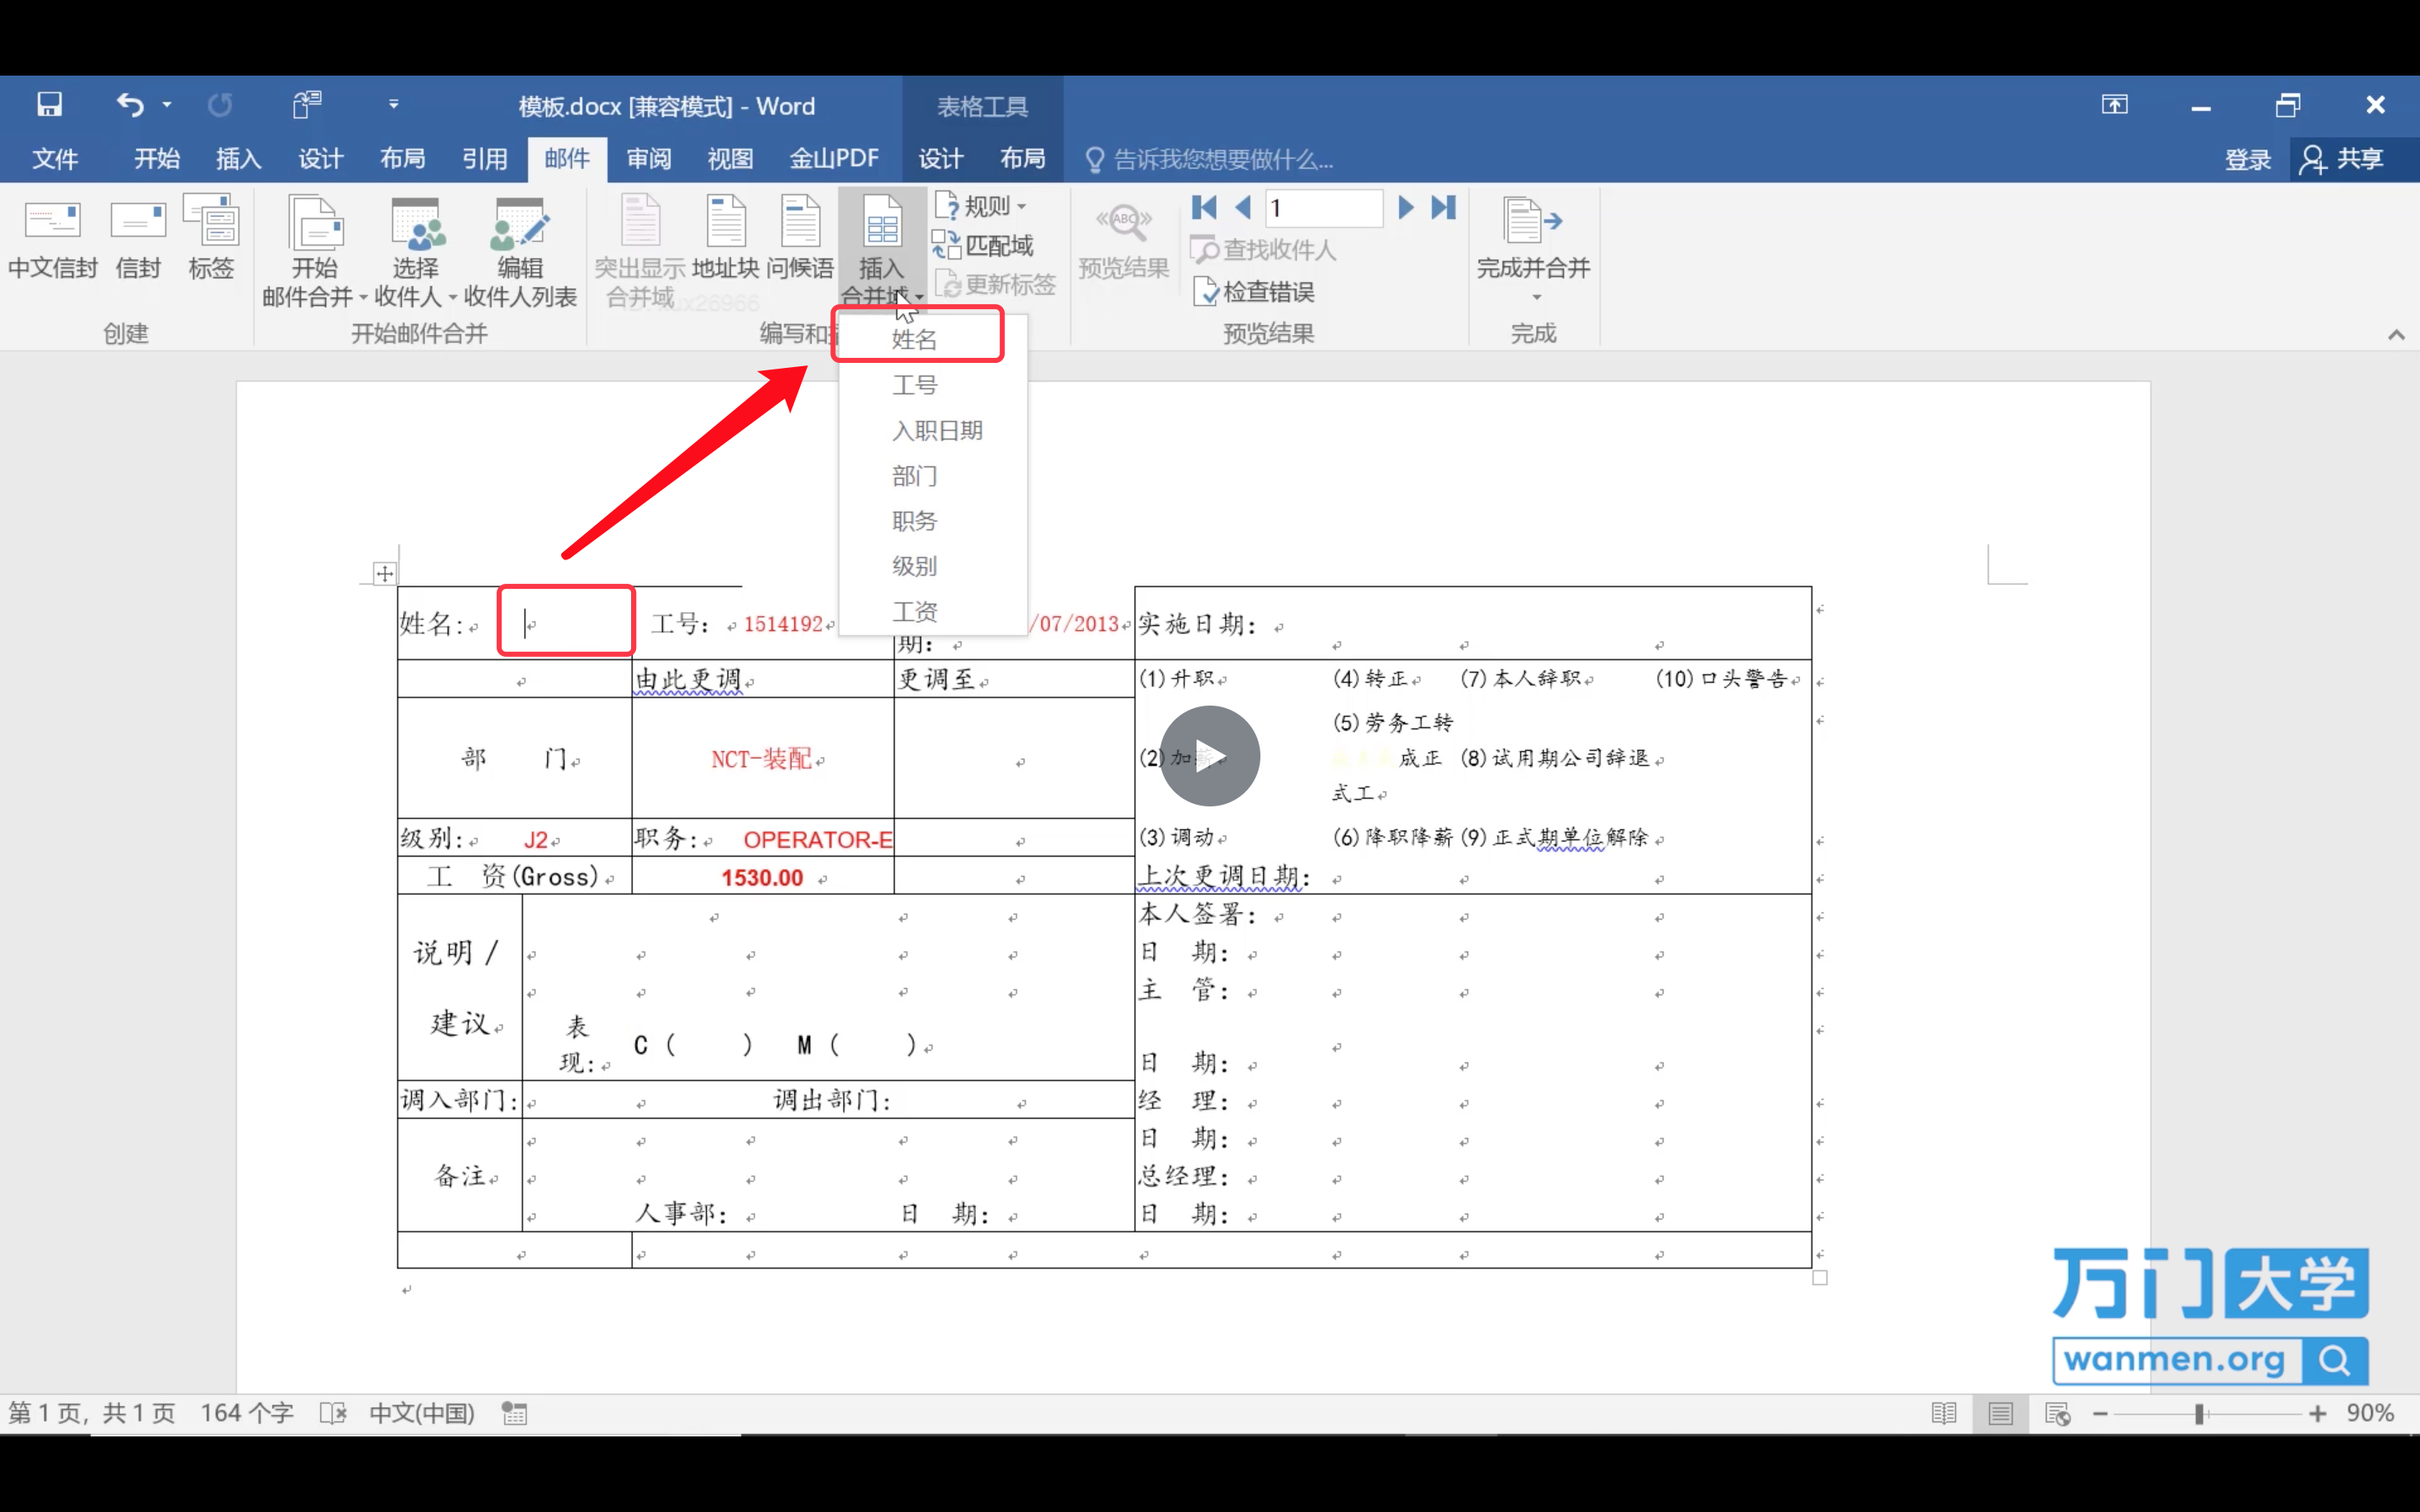 模板.docx [兼容模式] - Word 表格工具
文件 开始 插入 设计 布局 引用 邮件 审阅 视图 金山PDF 设计 布局 告诉我您想要做什么... 登录 共享
中文信封 信封 标签 开始 邮件合并 选择 收件人 编辑 收件人列表 突出显示 合并域 地址块 问候语 插入 合并域
规则
匹配域
更新标签
预览结果
1
查找收件人
检查错误
完成并合并
创建 开始邮件合并 编写和 预览结果 完成
姓名
工号
入职日期
部门
职务
级别
工资
姓名: 工号: 1514192 期: /07/2013 实施日期:
由此更调 更调至 (1)升职 (4)转正 (7)本人辞职 (10)口头警告
部 门 NCT-装配 (2)加薪 (5)劳务工转 成正 式工 (8)试用期公司辞退
级别: J2 职务: OPERATOR-E (3)调动 (6)降职降薪 (9)正式期单位解除
工 资(Gross) 1530.00 上次更调日期:
本人签署:
说明/ 日 期:
主 管:
建议 表现: C ( ) M ( )
日 期:
调入部门: 调出部门: 经 理:
日 期:
备注 总经理:
人事部: 日 期: 日 期:
万门大学
wanmen.org
第 1 页，共 1 页 164 个字 中文(中国) 90%